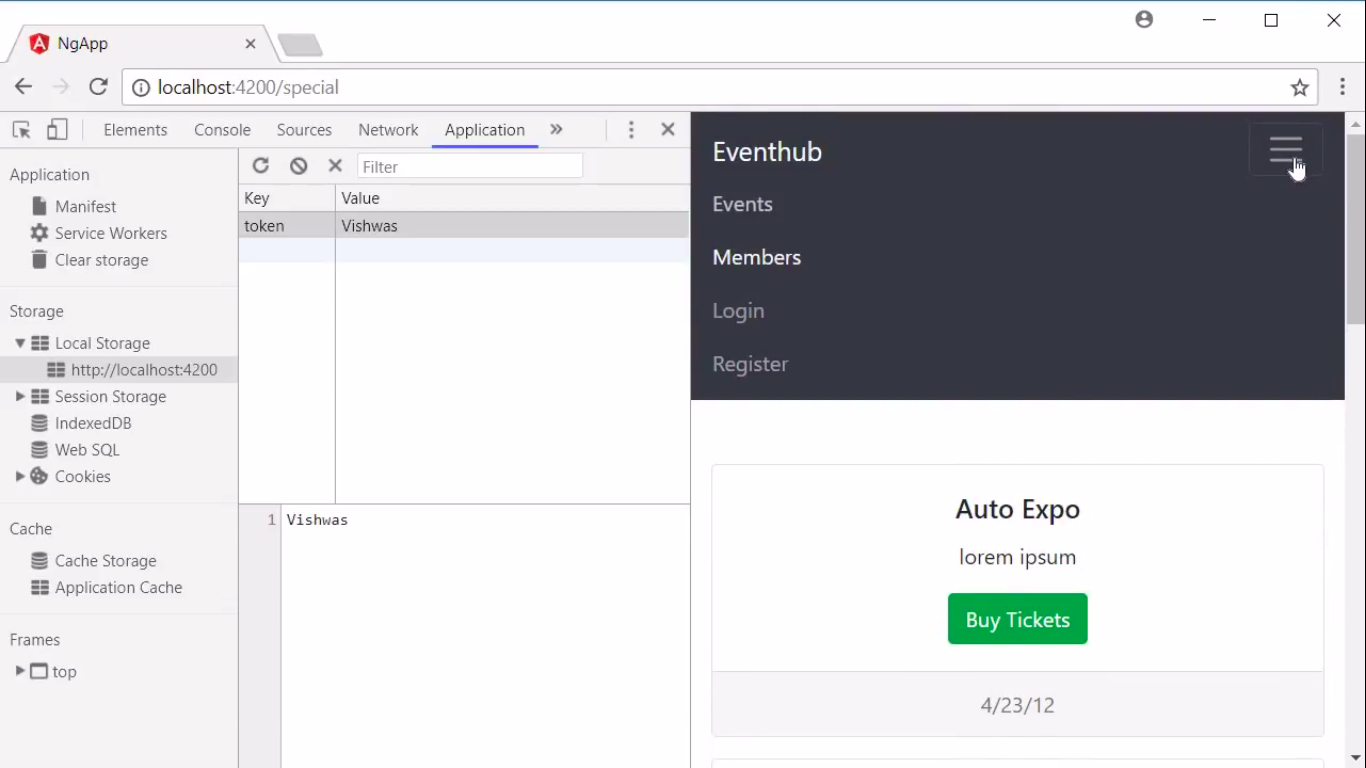 NgApp
localhost:4200/special
Elements Console Sources Network Application
Application
Manifest
Service Workers
Clear storage
Storage
Local Storage
http://localhost:4200
Session Storage
IndexedDB
Web SQL
Cookies
Cache
Cache Storage
Application Cache
Frames
top
Filter
Key Value
token Vishwas
1 Vishwas
Eventhub
Events
Members
Login
Register
Auto Expo
lorem ipsum
Buy Tickets
4/23/12